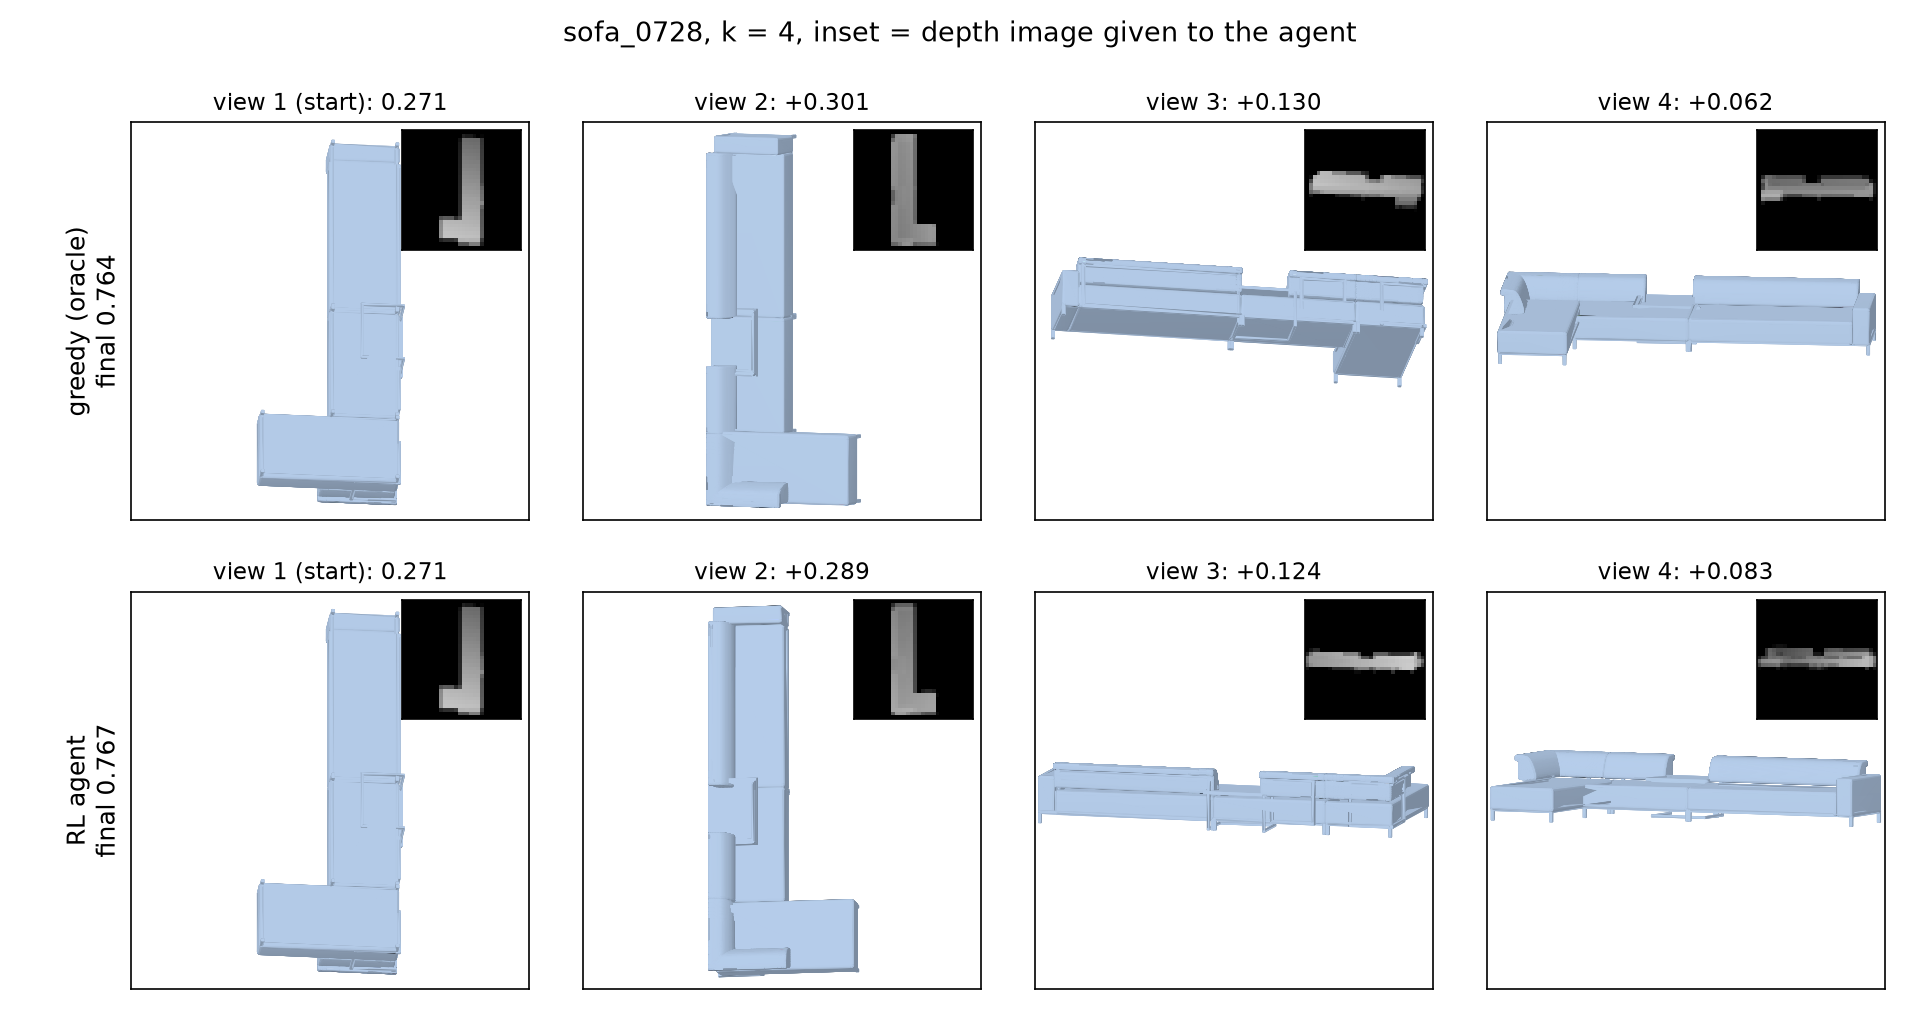 sofa_0728, k = 4, inset = depth image given to the agent
view 1 (start): 0.271
view 2: +0.301
view 3: +0.130
view 4: +0.062
greedy (oracle)
final 0.764
view 1 (start): 0.271
view 2: +0.289
view 3: +0.124
view 4: +0.083
RL agent
final 0.767